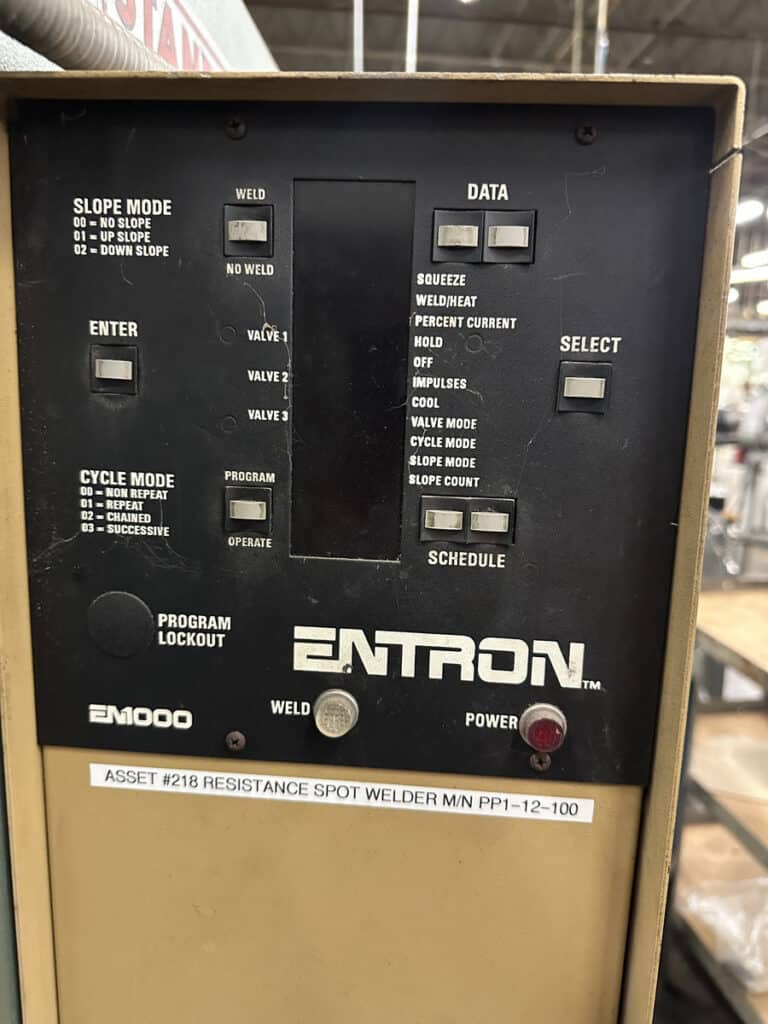 SLOPE MODE
00 = NO SLOPE
01 = UP SLOPE
02 = DOWN SLOPE
WELD
NO WELD
DATA
SQUEEZE
WELD/HEAT
PERCENT CURRENT
HOLD
OFF
IMPULSES
COOL
VALVE MODE
CYCLE MODE
SLOPE MODE
SLOPE COUNT
ENTER
VALVE 1
VALVE 2
VALVE 3
SELECT
CYCLE MODE
00 = NON REPEAT
01 = REPEAT
02 = CHAINED
03 = SUCCESSIVE
PROGRAM
OPERATE
SCHEDULE
PROGRAM
LOCKOUT
ENTRON™
EM1000
WELD
POWER
ASSET #218 RESISTANCE SPOT WELDER M/N PP1-12-100